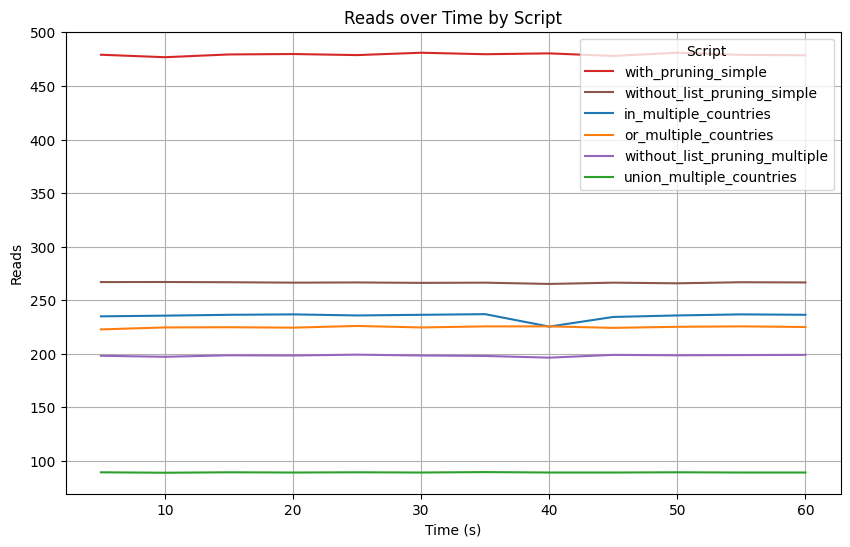 Reads over Time by Script
Reads
500
450
400
350
300
250
200
150
100
Script
with_pruning_simple
without_list_pruning_simple
in_multiple_countries
or_multiple_countries
without_list_pruning_multiple
union_multiple_countries
10 20 30 40 50 60
Time (s)